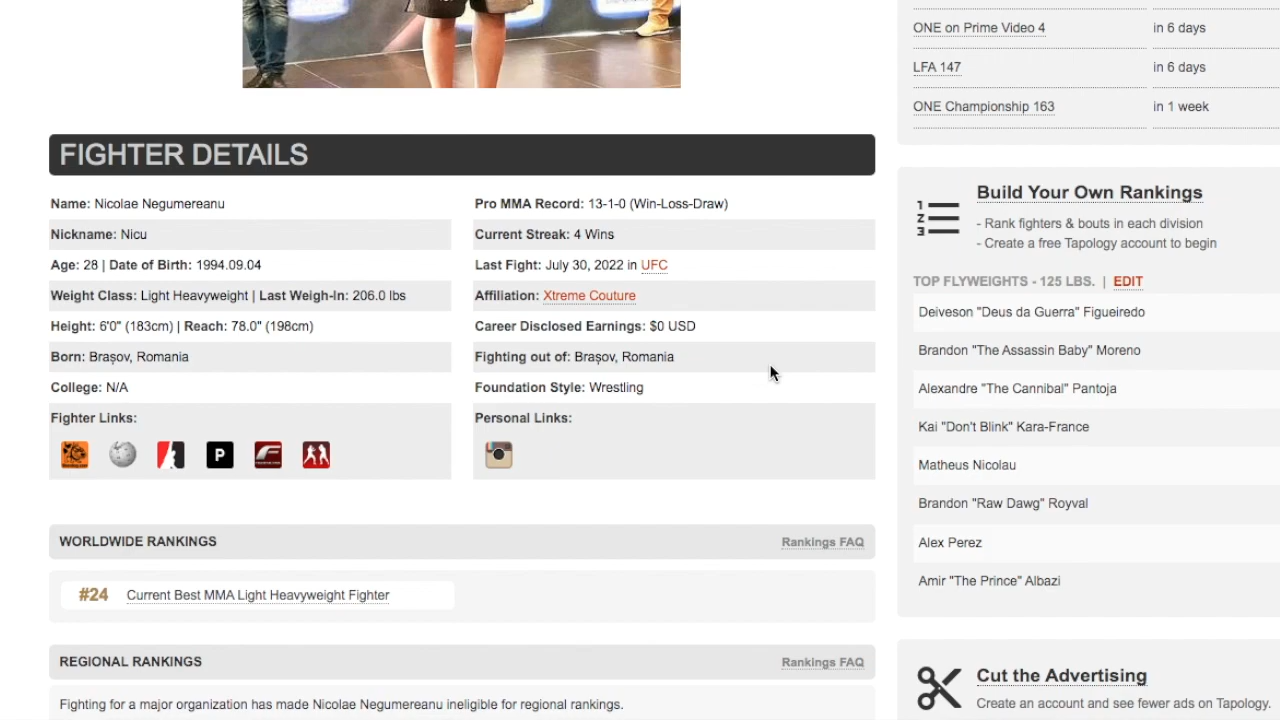 FIGHTER DETAILS
Name: Nicolae Negumereanu
Nickname: Nicu
Age: 28 | Date of Birth: 1994.09.04
Weight Class: Light Heavyweight | Last Weigh-In: 206.0 lbs
Height: 6'0" (183cm) | Reach: 78.0" (198cm)
Born: Brașov, Romania
College: N/A
Fighter Links:
P
Pro MMA Record: 13-1-0 (Win-Loss-Draw)
Current Streak: 4 Wins
Last Fight: July 30, 2022 in UFC
Affiliation: Xtreme Couture
Career Disclosed Earnings: $0 USD
Fighting out of: Brașov, Romania
Foundation Style: Wrestling
Personal Links:
WORLDWIDE RANKINGS
Rankings FAQ
#24 Current Best MMA Light Heavyweight Fighter
REGIONAL RANKINGS
Rankings FAQ
Fighting for a major organization has made Nicolae Negumereanu ineligible for regional rankings.
ONE on Prime Video 4 in 6 days
LFA 147 in 6 days
ONE Championship 163 in 1 week
1
2
3
Build Your Own Rankings
- Rank fighters & bouts in each division
- Create a free Tapology account to begin
TOP FLYWEIGHTS - 125 LBS. | EDIT
Deiveson "Deus da Guerra" Figueiredo
Brandon "The Assassin Baby" Moreno
Alexandre "The Cannibal" Pantoja
Kai "Don't Blink" Kara-France
Matheus Nicolau
Brandon "Raw Dawg" Royval
Alex Perez
Amir "The Prince" Albazi
Cut the Advertising
Create an account and see fewer ads on Tapology.